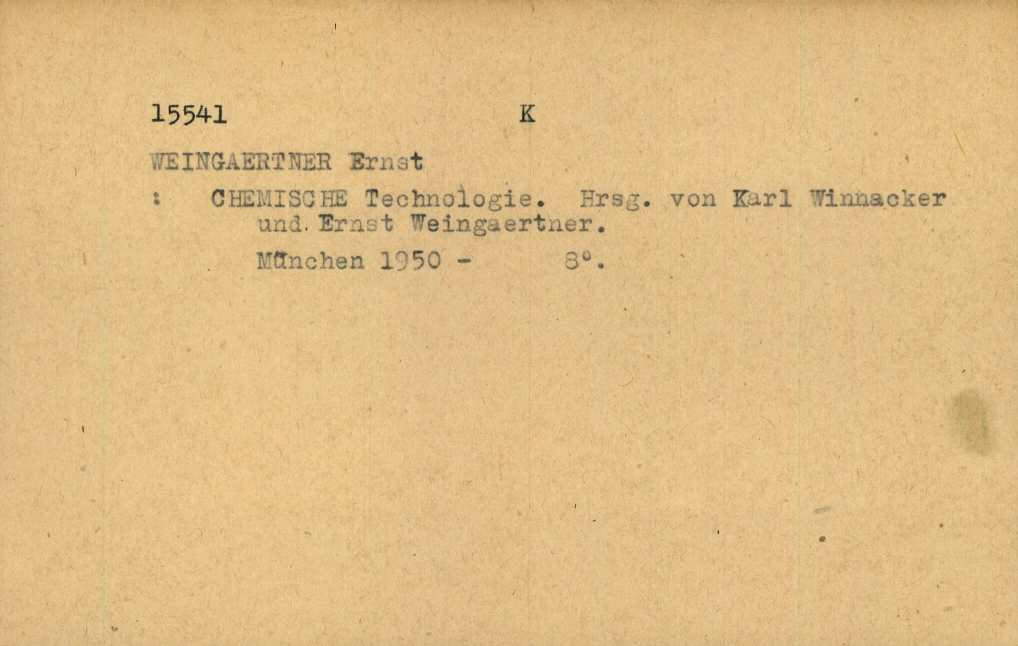 15541 K
WEINGAERTNER Ernst
: CHEMISCHE Technologie. Hrsg. von Karl Winnacker
und Ernst Weingaertner.
München 1950 - 8°.